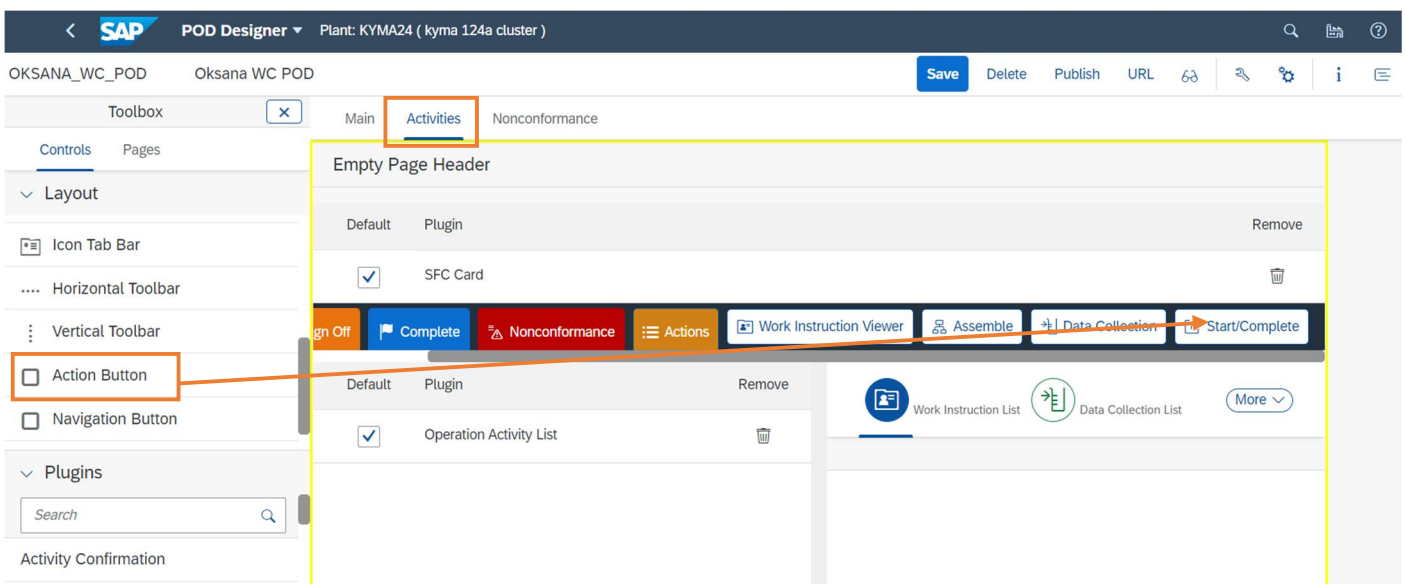 SAP POD Designer Plant: KYMA24 ( kyma 124a cluster )
OKSANA_WC_POD Oksana WC POD Save Delete Publish URL
Toolbox
Main Activities Nonconformance
Controls Pages
Empty Page Header
Layout
Default Plugin Remove
Icon Tab Bar
SFC Card
Horizontal Toolbar
Vertical Toolbar
gn Off Complete Nonconformance Actions Work Instruction Viewer Assemble Data Collection Start/Complete
Action Button
Default Plugin Remove
Work Instruction List Data Collection List More
Navigation Button
Operation Activity List
Plugins
Search
Activity Confirmation